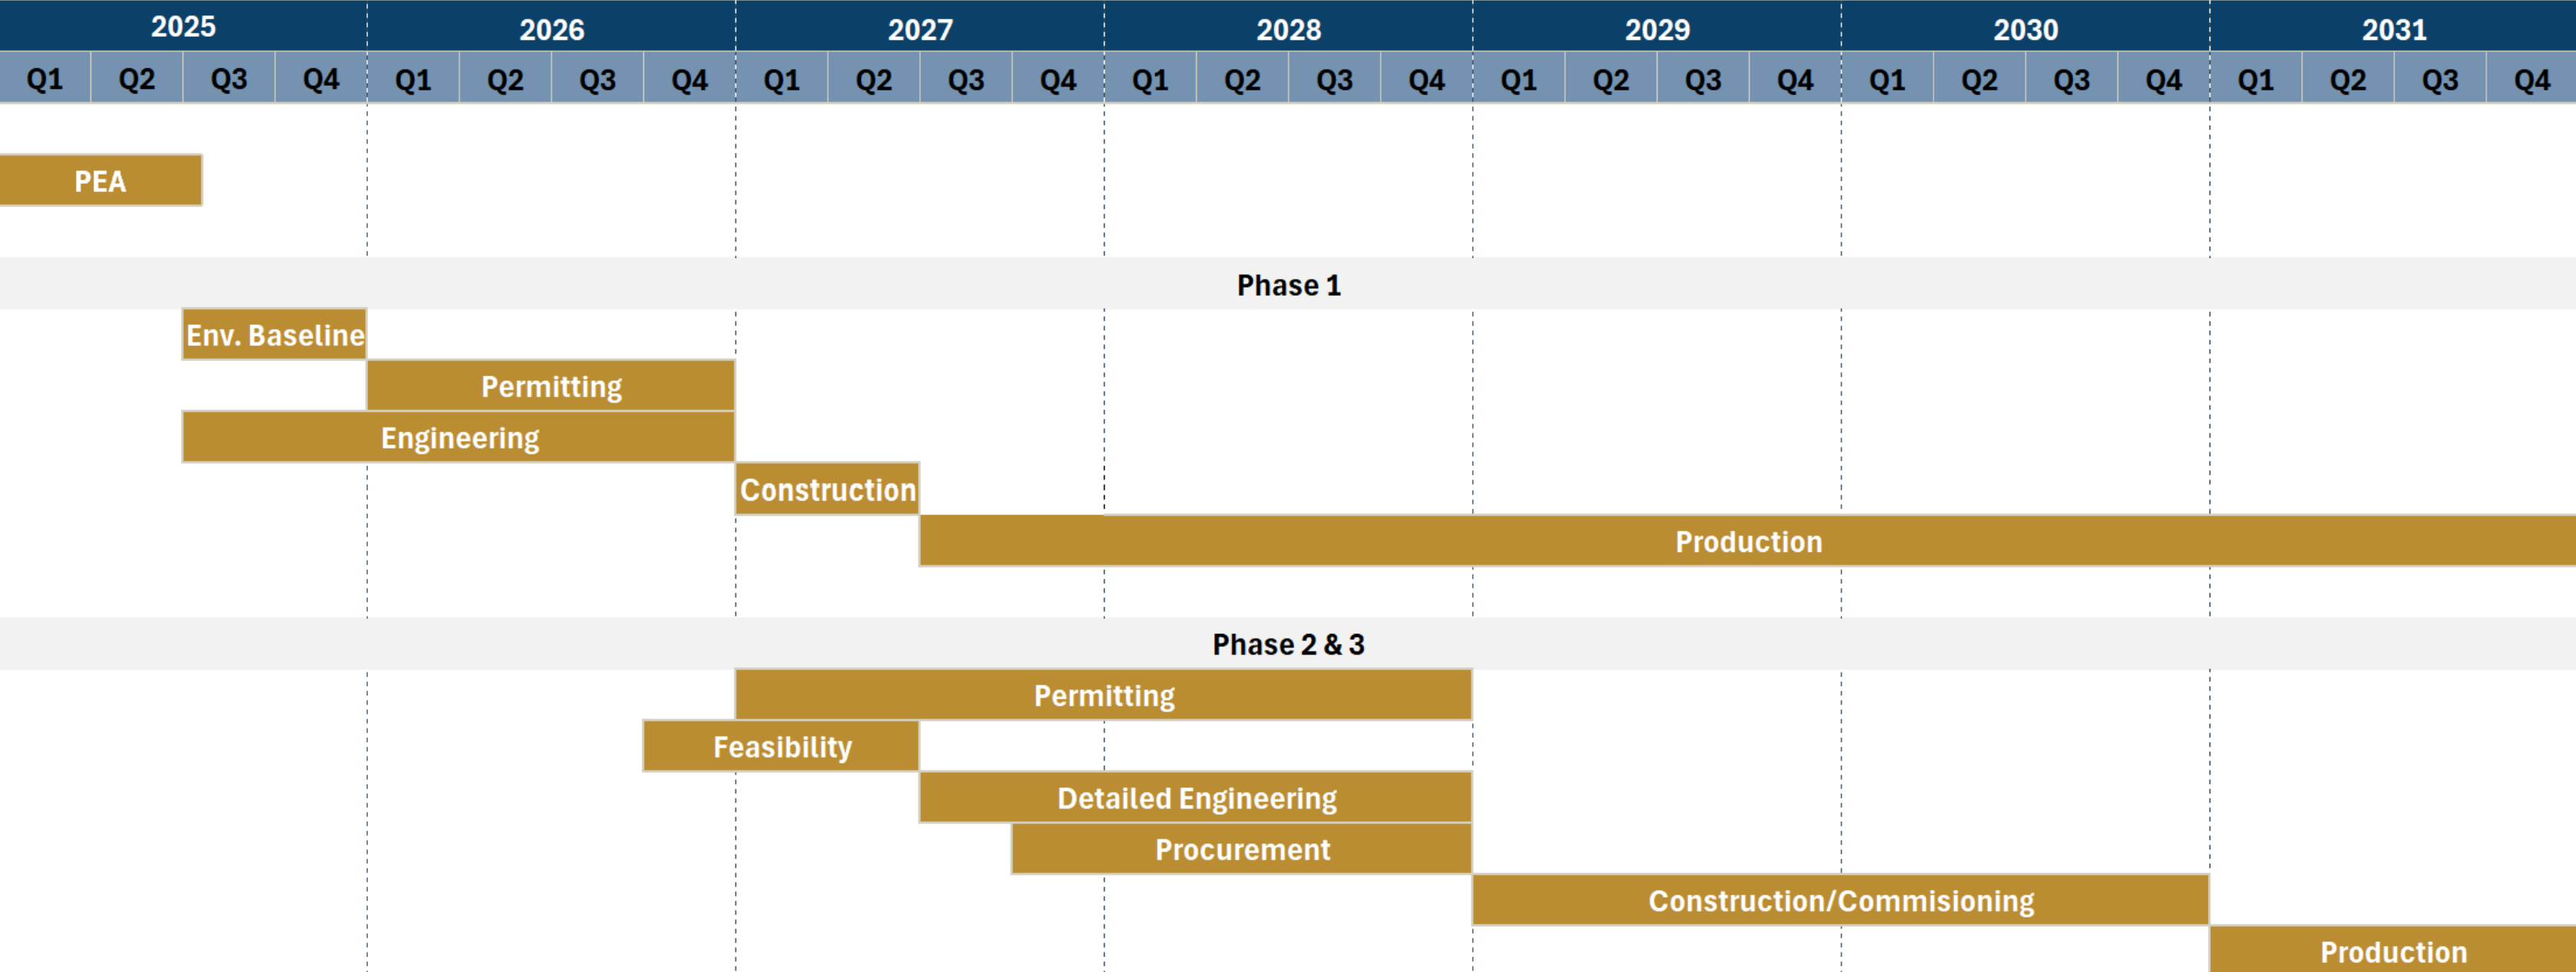 2025 2026 2027 2028 2029 2030 2031
Q1 Q2 Q3 Q4 Q1 Q2 Q3 Q4 Q1 Q2 Q3 Q4 Q1 Q2 Q3 Q4 Q1 Q2 Q3 Q4 Q1 Q2 Q3 Q4 Q1 Q2 Q3 Q4
PEA
Phase 1
Env. Baseline
Permitting
Engineering
Construction
Production
Phase 2 & 3
Permitting
Feasibility
Detailed Engineering
Procurement
Construction/Commisioning
Production